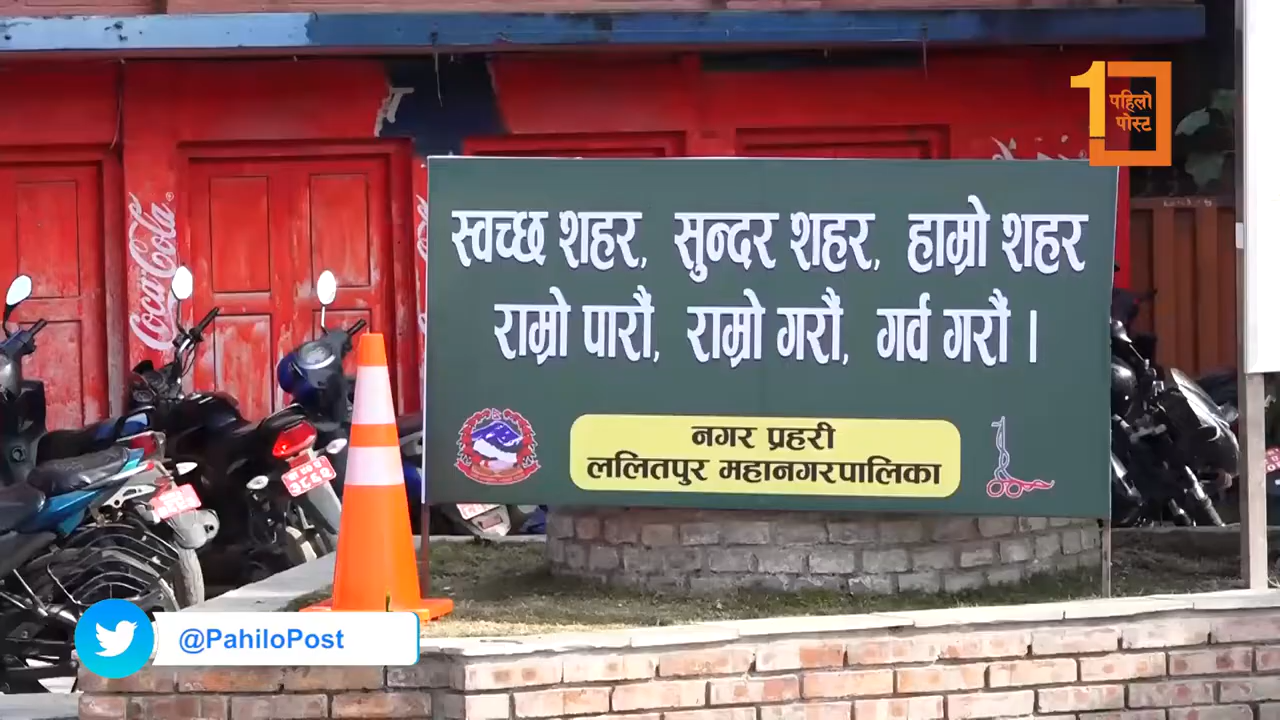 पहिलो
पोस्ट
स्वच्छ शहर, सुन्दर शहर, हाम्रो शहर
राम्रो पारौं, राम्रो गरौं, गर्व गरौं ।
Coca-Cola
नगर प्रहरी
ललितपुर महानगरपालिका
@PahiloPost